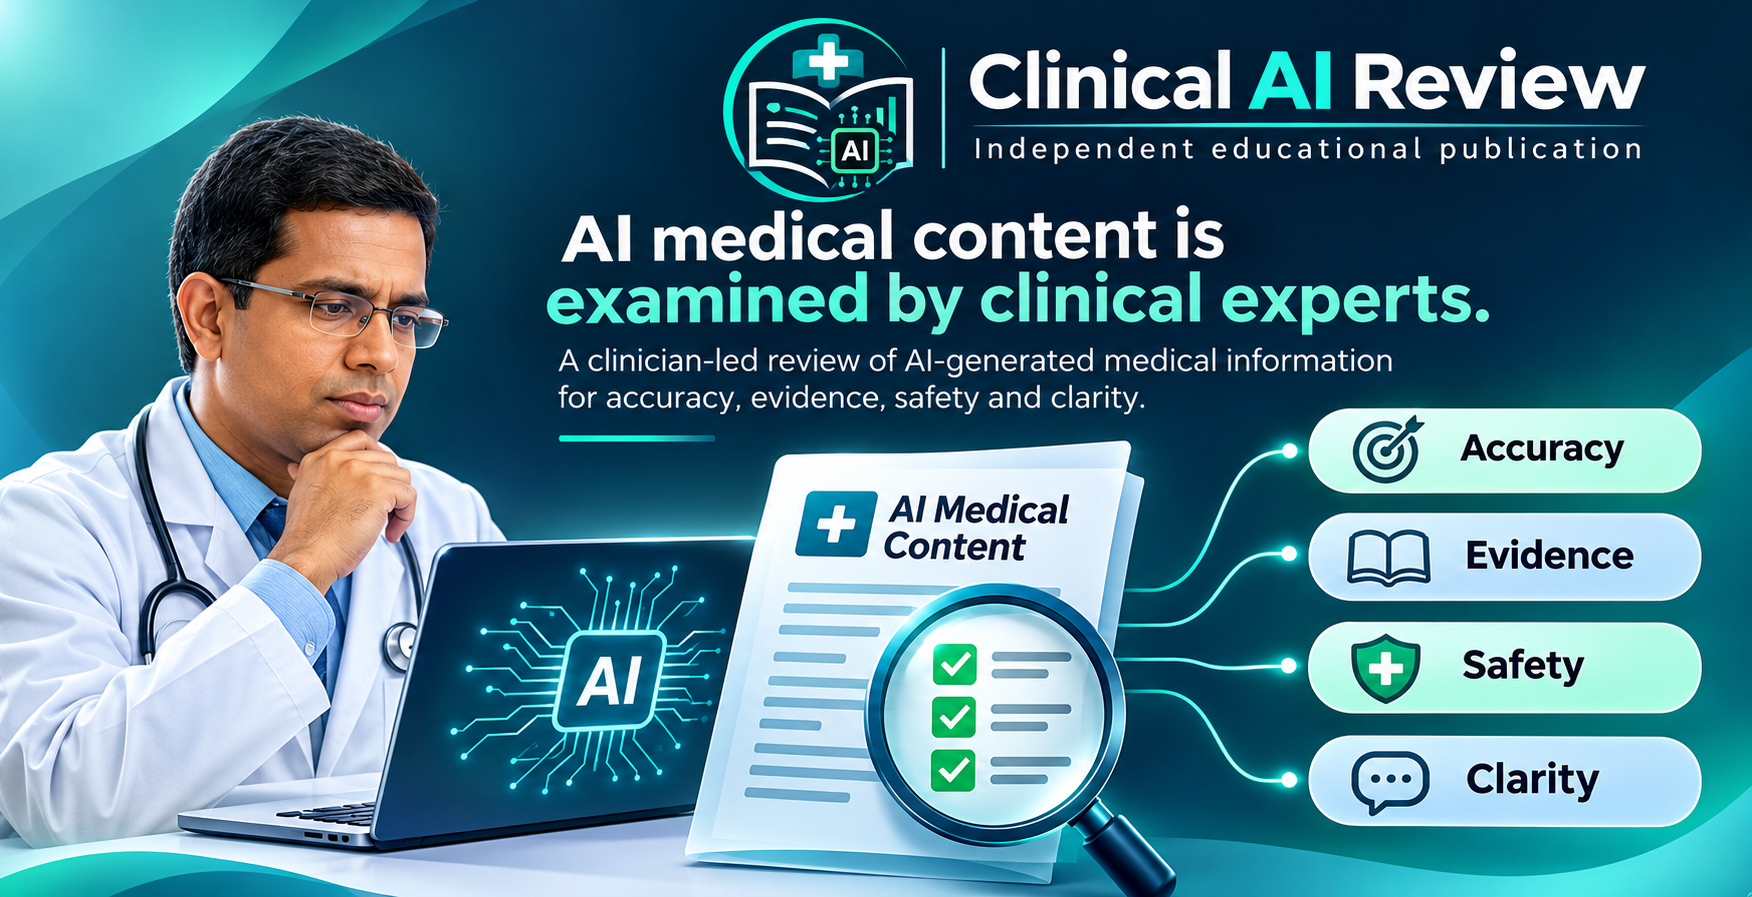 Clinical AI Review
Independent educational publication
AI
AI medical content is
examined by clinical experts.
A clinician-led review of AI-generated medical information
for accuracy, evidence, safety and clarity.
AI Medical
Content
AI
Accuracy
Evidence
Safety
Clarity